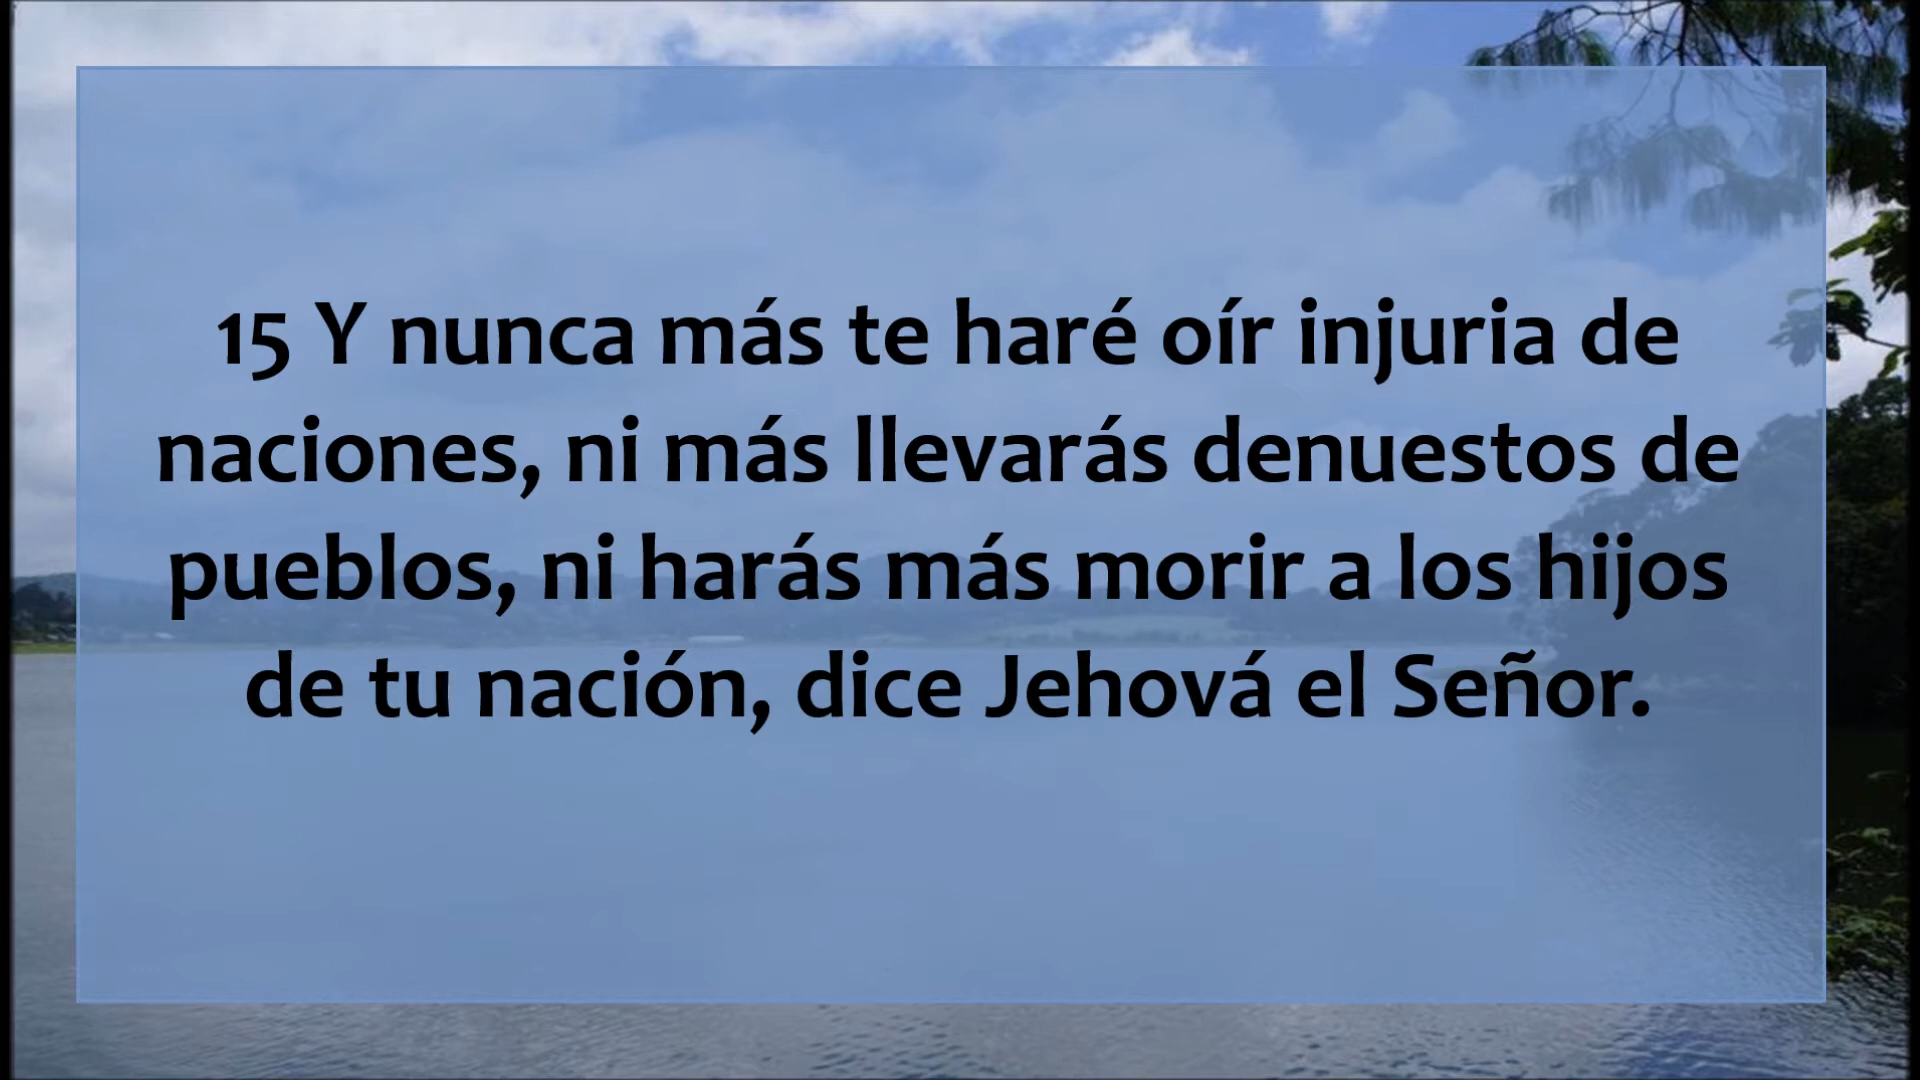 15 Y nunca más te haré oír injuria de
naciones, ni más llevarás denuestos de
pueblos, ni harás más morir a los hijos
de tu nación, dice Jehová el Señor.